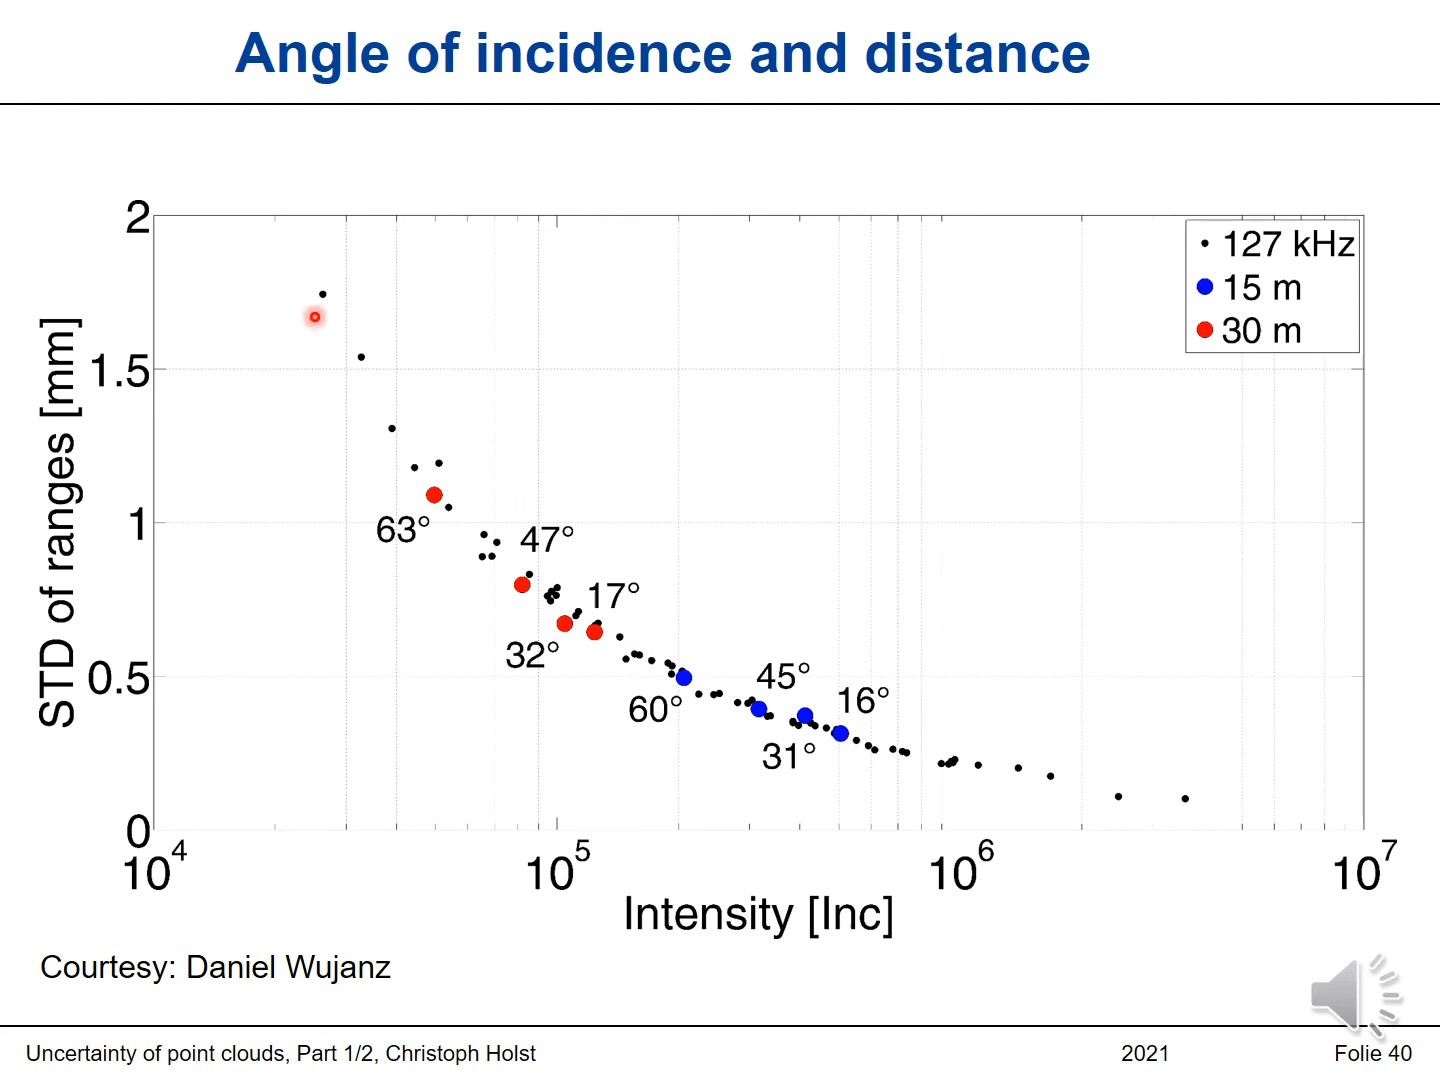 Angle of incidence and distance
2
1.5
1
0.5
0
STD of ranges [mm]
127 kHz
15 m
30 m
63°
47°
17°
32°
60°
45°
16°
31°
10^4
10^5
10^6
10^7
Intensity [Inc]
Courtesy: Daniel Wujanz
Uncertainty of point clouds, Part 1/2, Christoph Holst
2021
Folie 40